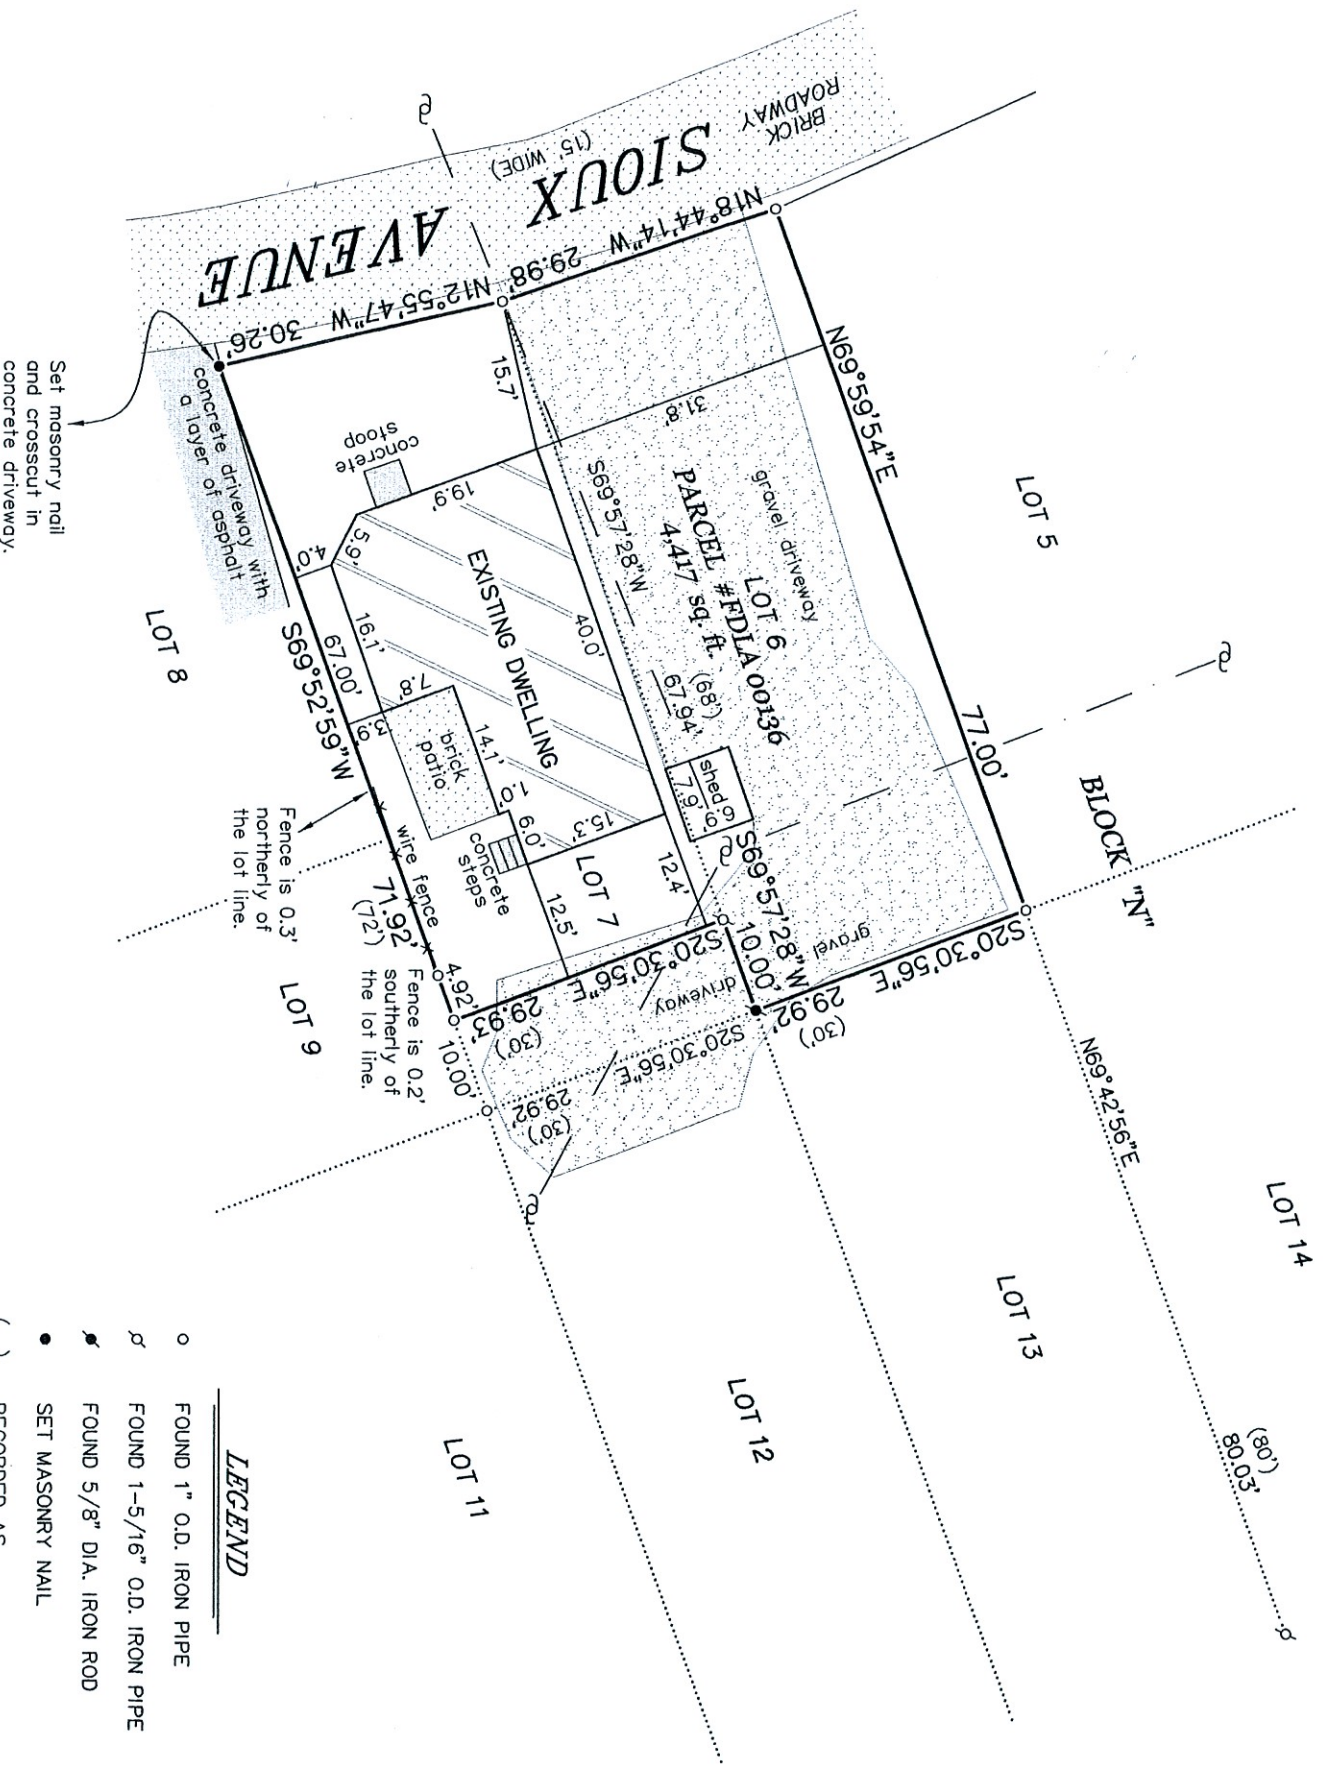 BRICK
ROADWAY
SIOUX
AVENUE
(15' WIDE)
N18°44'14"W 29.98'
N12°55'47"W 30.26'
N69°59'54"E
77.00'
LOT 5
BLOCK "N"
gravel driveway
LOT 6
PARCEL #FDLA 00136
4,417 sq. ft.
31.8'
S69°57'28"W
(68')
67.94'
15.7'
concrete
stoop
19.9'
5.9'
4.0'
40.0'
EXISTING DWELLING
16.1'
7.8'
3.9'
14.1'
1.0'
6.0'
15.3'
brick
patio
concrete
steps
shed
7.9'
6.9'
12.4'
12.5'
LOT 7
concrete driveway with
a layer of asphalt
Set masonry nail
and crosscut in
concrete driveway.
LOT 8
S69°52'59"W
67.00'
71.92'
(72')
wire fence
4.92'
10.00'
Fence is 0.3'
northerly of
the lot line.
Fence is 0.2'
southerly of
the lot line.
LOT 9
S69°57'28"W
10.00'
gravel
driveway
S20°30'56"E
29.92'
(30')
S20°30'56"E
29.93'
(30')
S20°30'56"E
29.92'
(30')
N69°42'56"E
(80')
80.03'
LOT 14
LOT 13
LOT 12
LOT 11
LEGEND
FOUND 1" O.D. IRON PIPE
FOUND 1-5/16" O.D. IRON PIPE
FOUND 5/8" DIA. IRON ROD
SET MASONRY NAIL